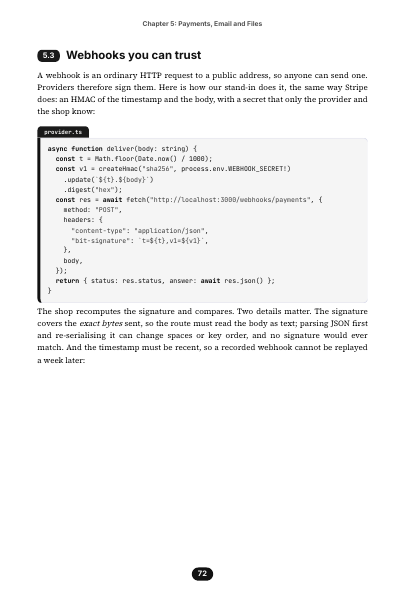 Chapter 5: Payments, Email and Files
5.3 Webhooks you can trust
A webhook is an ordinary HTTP request to a public address, so anyone can send one.
Providers therefore sign them. Here is how our stand-in does it, the same way Stripe
does: an HMAC of the timestamp and the body, with a secret that only the provider and
the shop know:
provider.ts
async function deliver(body: string) {
  const t = Math.floor(Date.now() / 1000);
  const v1 = createHmac("sha256", process.env.WEBHOOK_SECRET!)
    .update(`${t}.${body}`)
    .digest("hex");
  const res = await fetch("http://localhost:3000/webhooks/payments", {
    method: "POST",
    headers: {
      "content-type": "application/json",
      "bit-signature": `t=${t},v1=${v1}`,
    },
    body,
  });
  return { status: res.status, answer: await res.json() };
}
The shop recomputes the signature and compares. Two details matter. The signature
covers the exact bytes sent, so the route must read the body as text; parsing JSON first
and re-serialising it can change spaces or key order, and no signature would ever
match. And the timestamp must be recent, so a recorded webhook cannot be replayed
a week later:
72